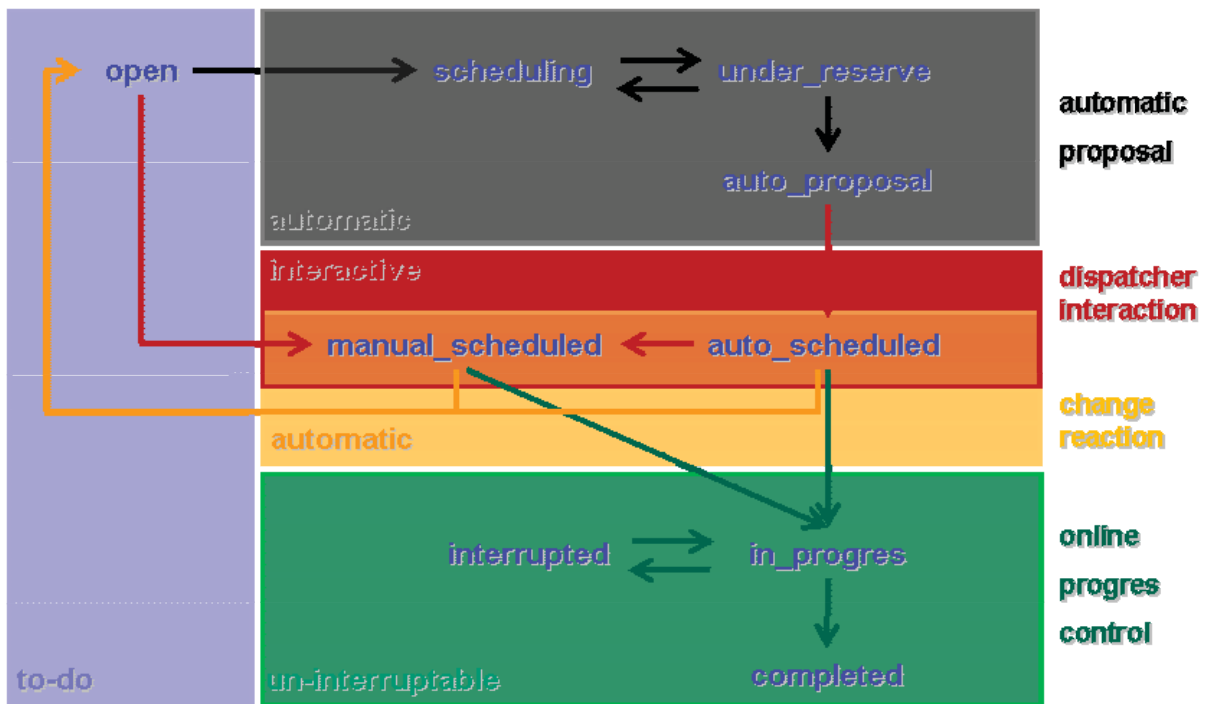 open
scheduling
under_reserve
automatic
proposal
auto_proposal
automatic
interactive
dispatcher
interaction
manual_scheduled
auto_scheduled
change
reaction
automatic
online
progres
control
interrupted
in_progres
to-do
un-interruptable
completed